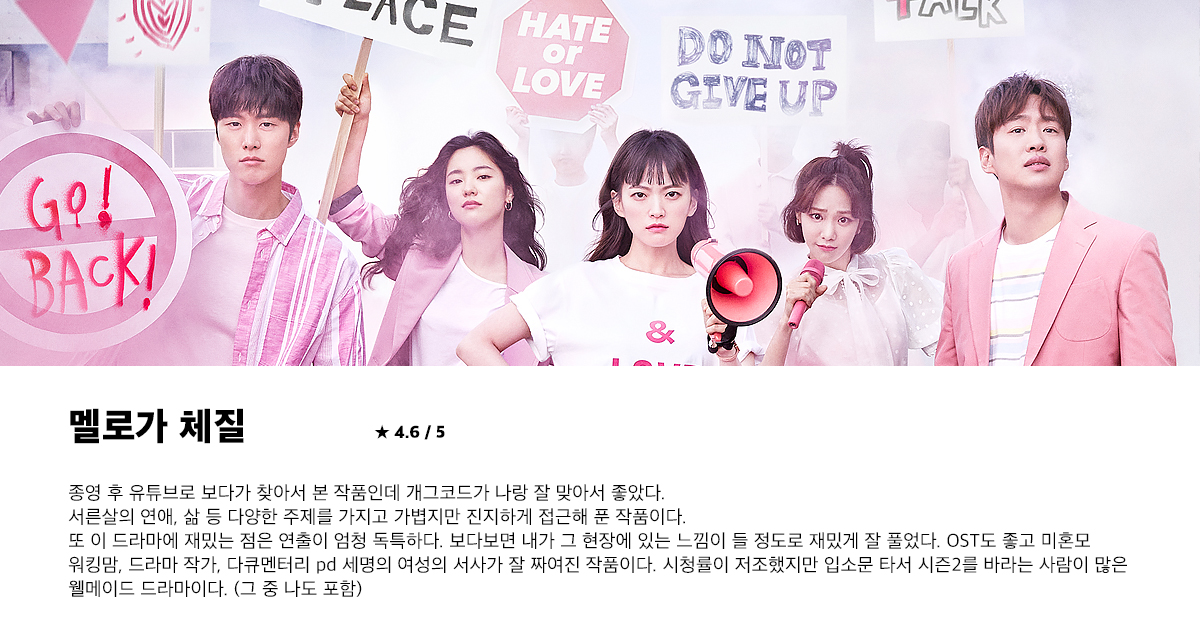 PLACE
TALK
HATE
or
LOVE
DO NOT
GIVE UP
GO!
BACK!
&
멜로가 체질
★ 4.6 / 5
종영 후 유튜브로 보다가 찾아서 본 작품인데 개그코드가 나랑 잘 맞아서 좋았다.
서른살의 연애, 삶 등 다양한 주제를 가지고 가볍지만 진지하게 접근해 푼 작품이다.
또 이 드라마에 재밌는 점은 연출이 엄청 독특하다. 보다보면 내가 그 현장에 있는 느낌이 들 정도로 재밌게 잘 풀었다. OST도 좋고 미혼모
워킹맘, 드라마 작가, 다큐멘터리 pd 세명의 여성의 서사가 잘 짜여진 작품이다. 시청률이 저조했지만 입소문 타서 시즌2를 바라는 사람이 많은
웰메이드 드라마이다. (그 중 나도 포함)